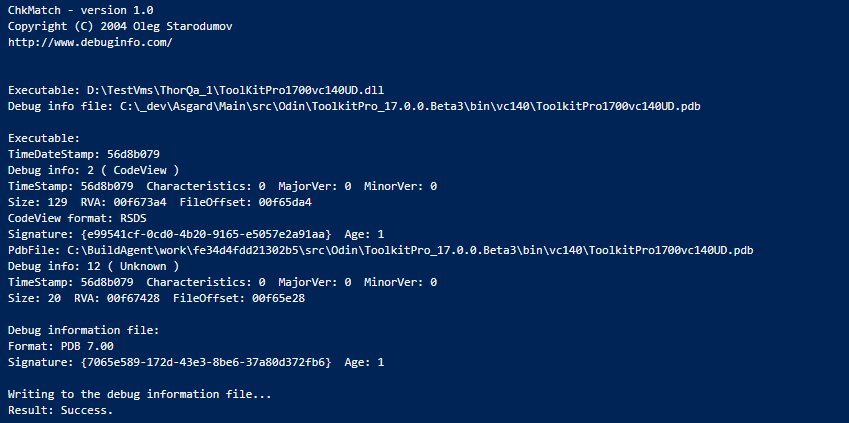 ChkMatch - version 1.0
Copyright (C) 2004 Oleg Starodumov
http://www.debuginfo.com/
Executable: D:\TestVms\ThorQa_1\ToolKitPro1700vc140UD.dll
Debug info file: C:\_dev\Asgard\Main\src\Odin\ToolkitPro_17.0.0.Beta3\bin\vc140\ToolkitPro1700vc140UD.pdb
Executable:
TimeDateStamp: 56d8b079
Debug info: 2 ( CodeView )
TimeStamp: 56d8b079  Characteristics: 0  MajorVer: 0  MinorVer: 0
Size: 129  RVA: 00f673a4  FileOffset: 00f65da4
CodeView format: RSDS
Signature: {e99541cf-0cd0-4b20-9165-e5057e2a91aa}  Age: 1
PdbFile: C:\BuildAgent\work\fe34d4fdd21302b5\src\Odin\ToolkitPro_17.0.0.Beta3\bin\vc140\ToolkitPro1700vc140UD.pdb
Debug info: 12 ( Unknown )
TimeStamp: 56d8b079  Characteristics: 0  MajorVer: 0  MinorVer: 0
Size: 20  RVA: 00f67428  FileOffset: 00f65e28
Debug information file:
Format: PDB 7.00
Signature: {7065e589-172d-43e3-8be6-37a80d372fb6}  Age: 1
Writing to the debug information file...
Result: Success.